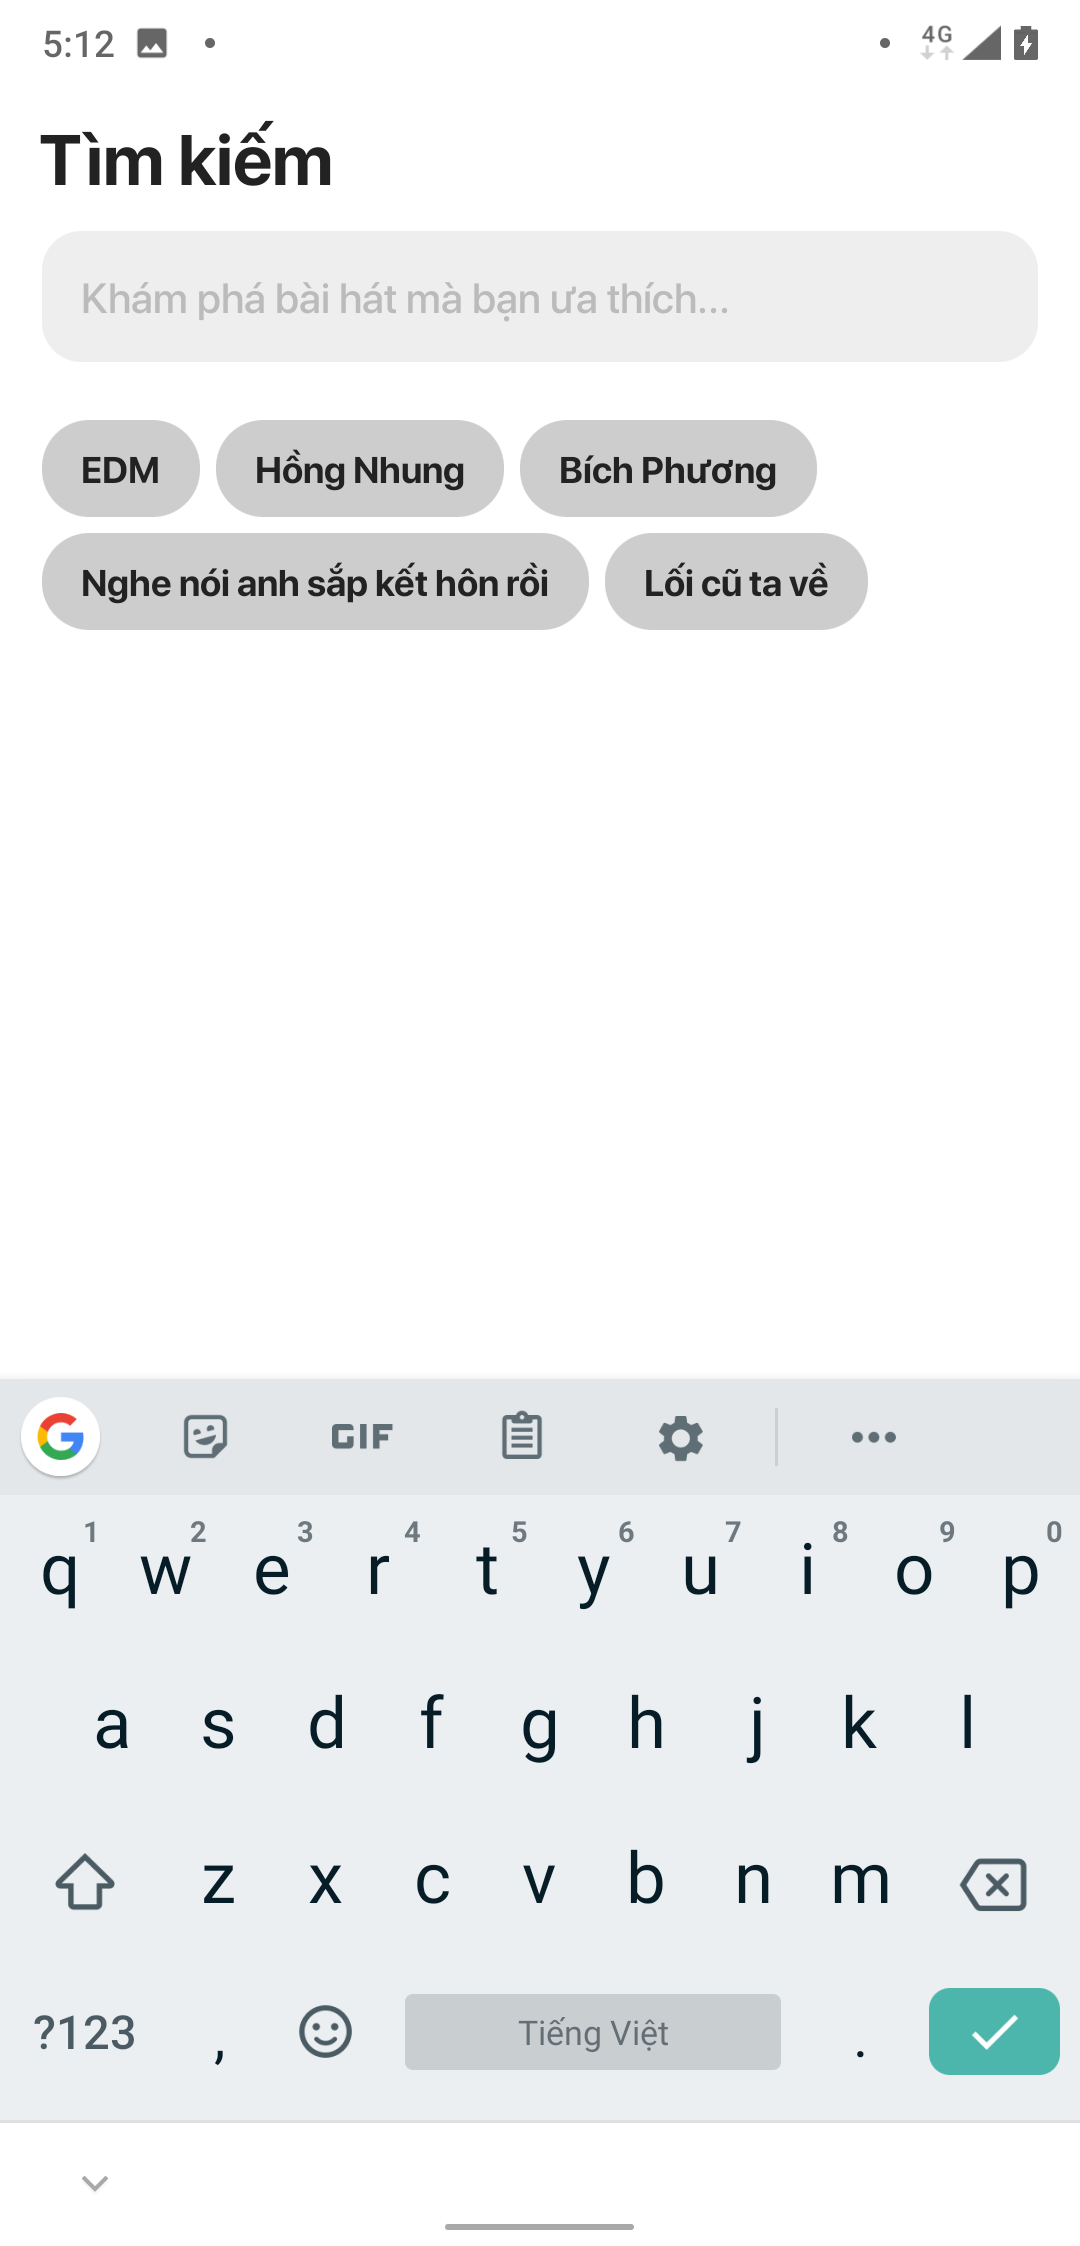 5:12
4G
Tìm kiếm
Khám phá bài hát mà bạn ưa thích...
EDM Hồng Nhung Bích Phương
Nghe nói anh sắp kết hôn rồi Lối cũ ta về
G GIF
1 2 3 4 5 6 7 8 9 0
q w e r t y u i o p
a s d f g h j k l
z x c v b n m
?123 , Tiếng Việt .